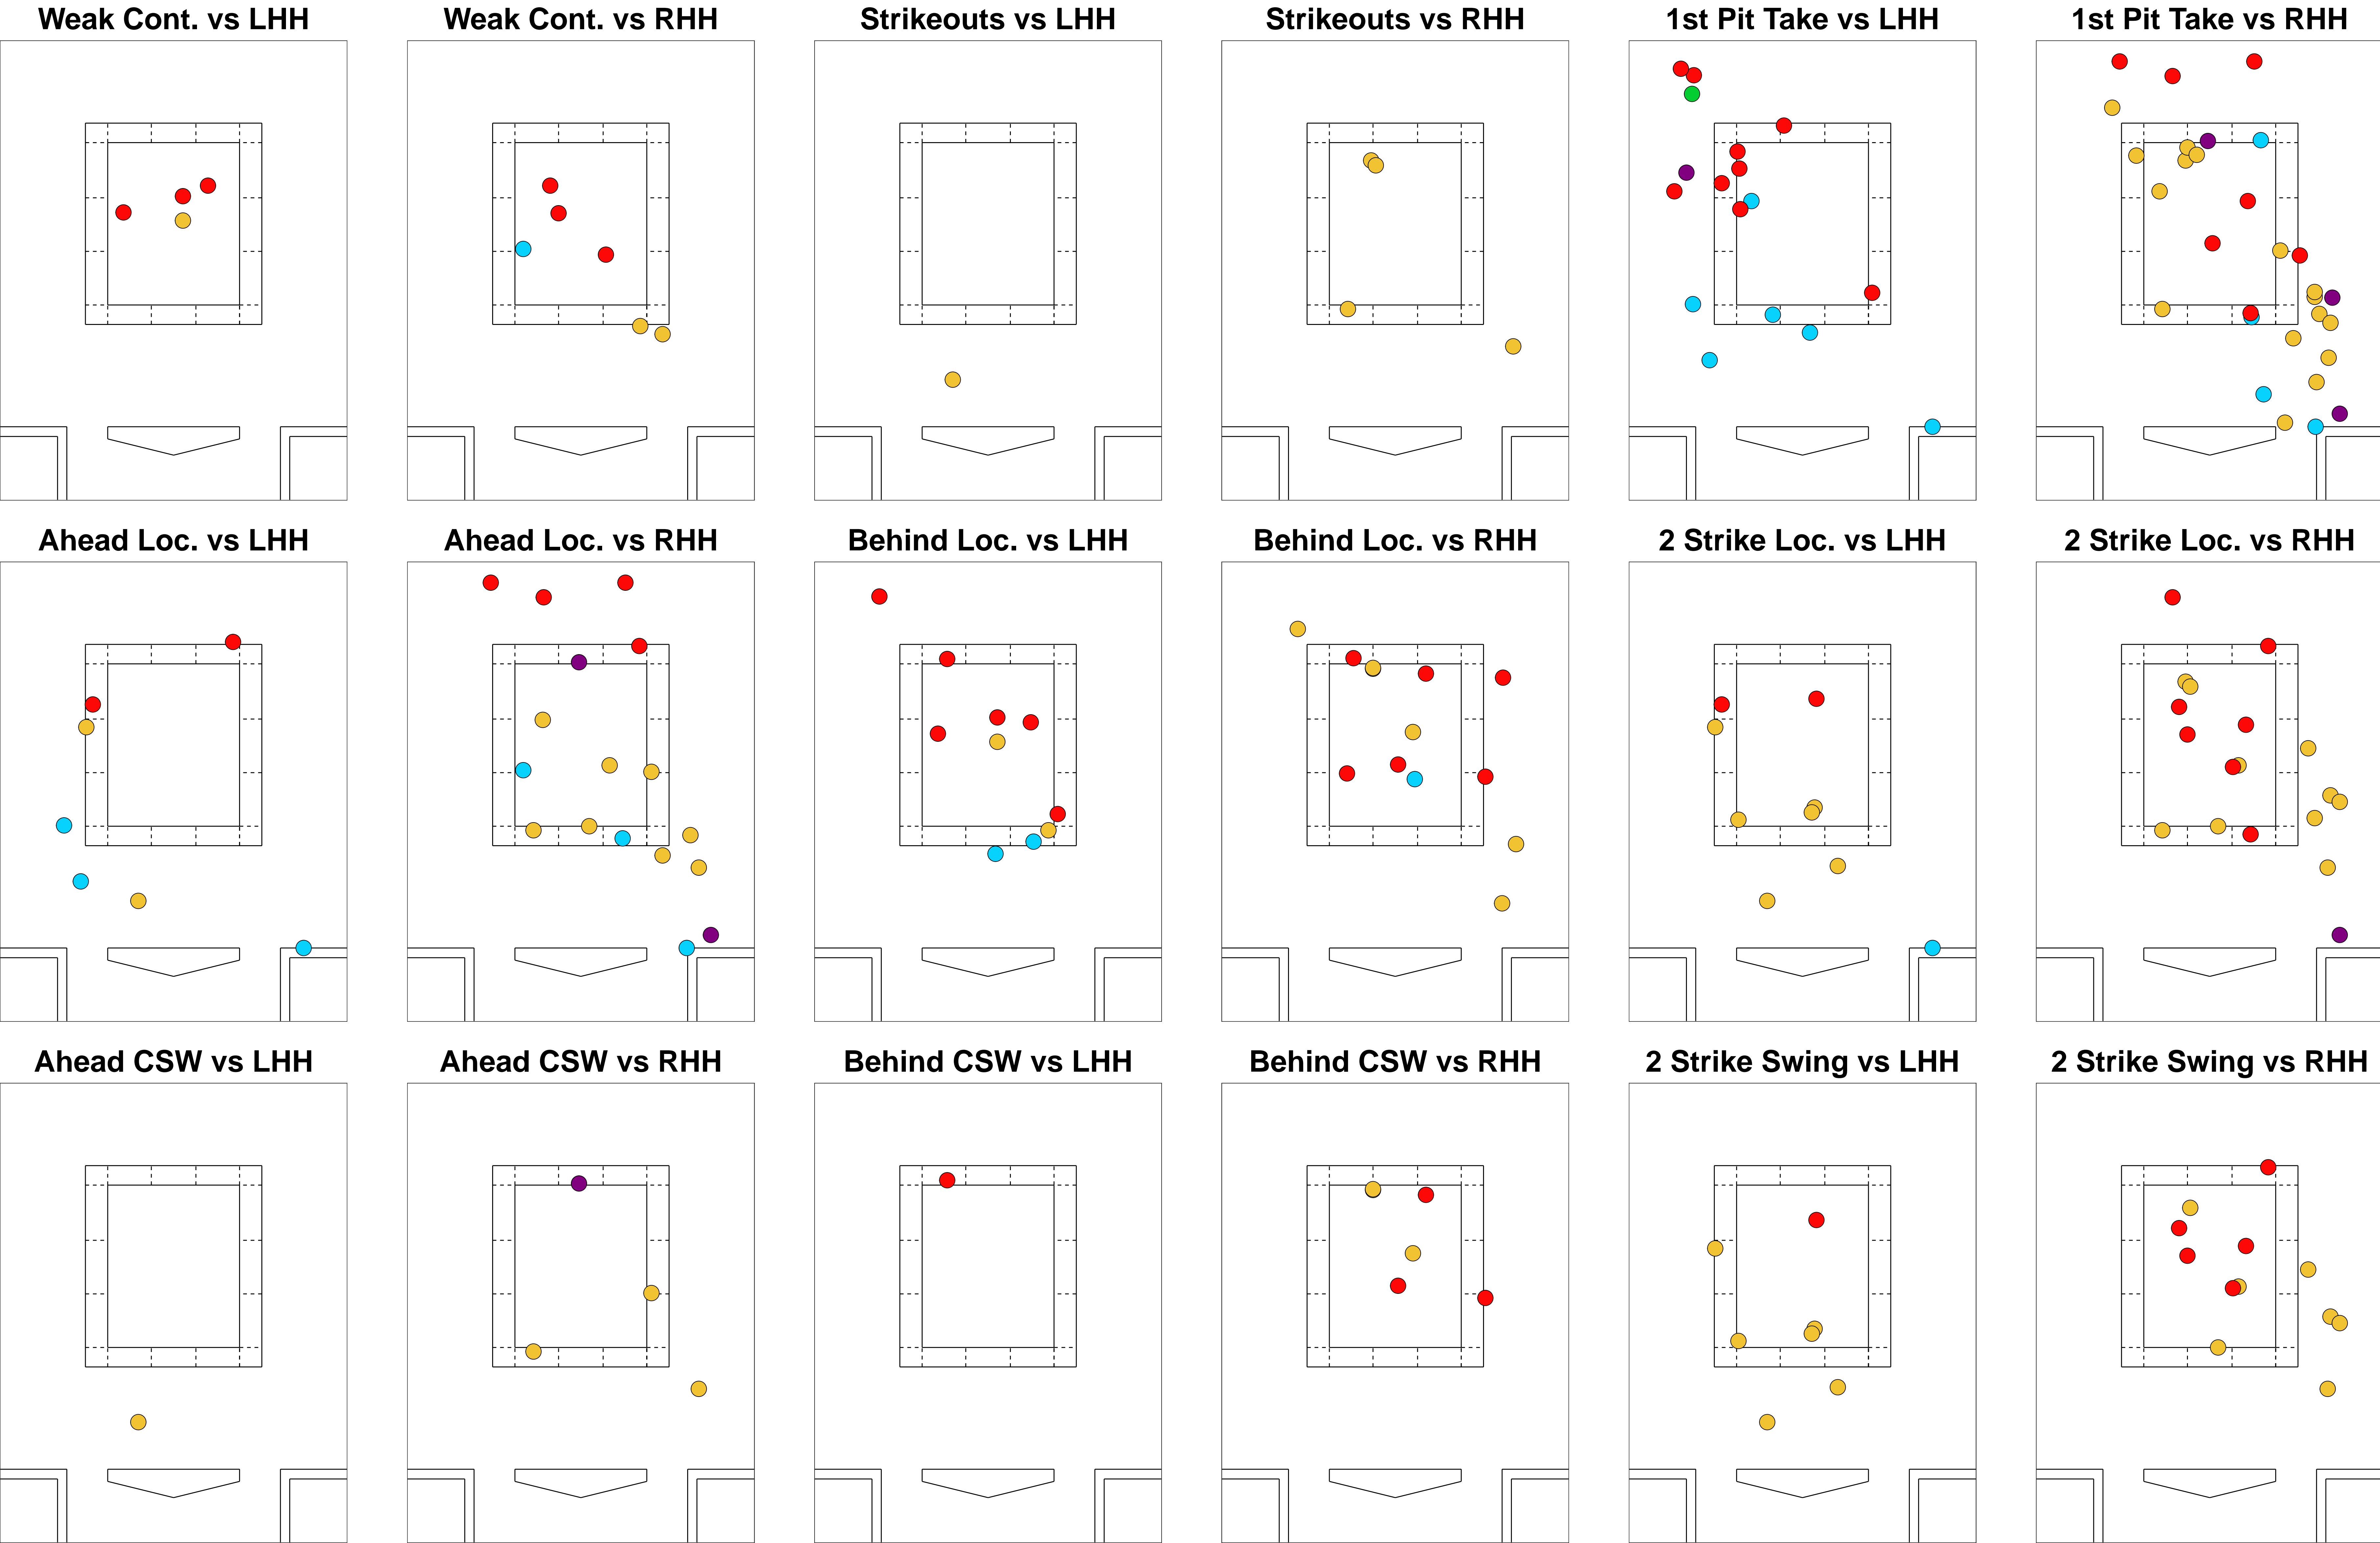 Weak Cont. vs LHH
Weak Cont. vs RHH
Strikeouts vs LHH
Strikeouts vs RHH
1st Pit Take vs LHH
1st Pit Take vs RHH
Ahead Loc. vs LHH
Ahead Loc. vs RHH
Behind Loc. vs LHH
Behind Loc. vs RHH
2 Strike Loc. vs LHH
2 Strike Loc. vs RHH
Ahead CSW vs LHH
Ahead CSW vs RHH
Behind CSW vs LHH
Behind CSW vs RHH
2 Strike Swing vs LHH
2 Strike Swing vs RHH